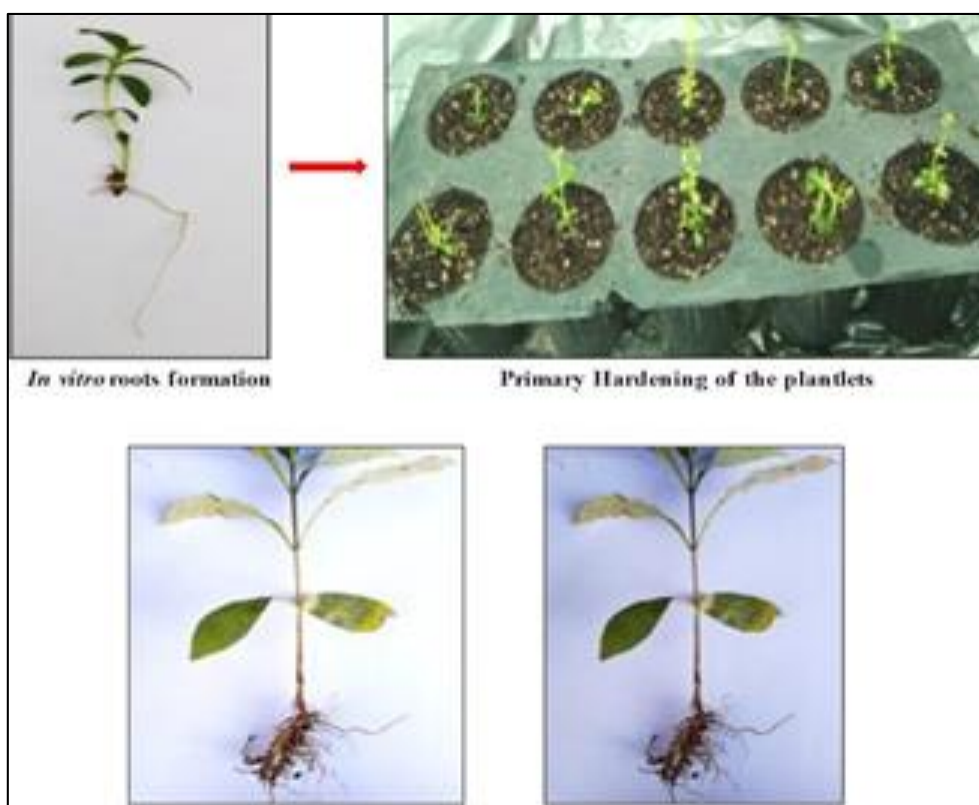 In vitro roots formation
Primary Hardening of the plantlets